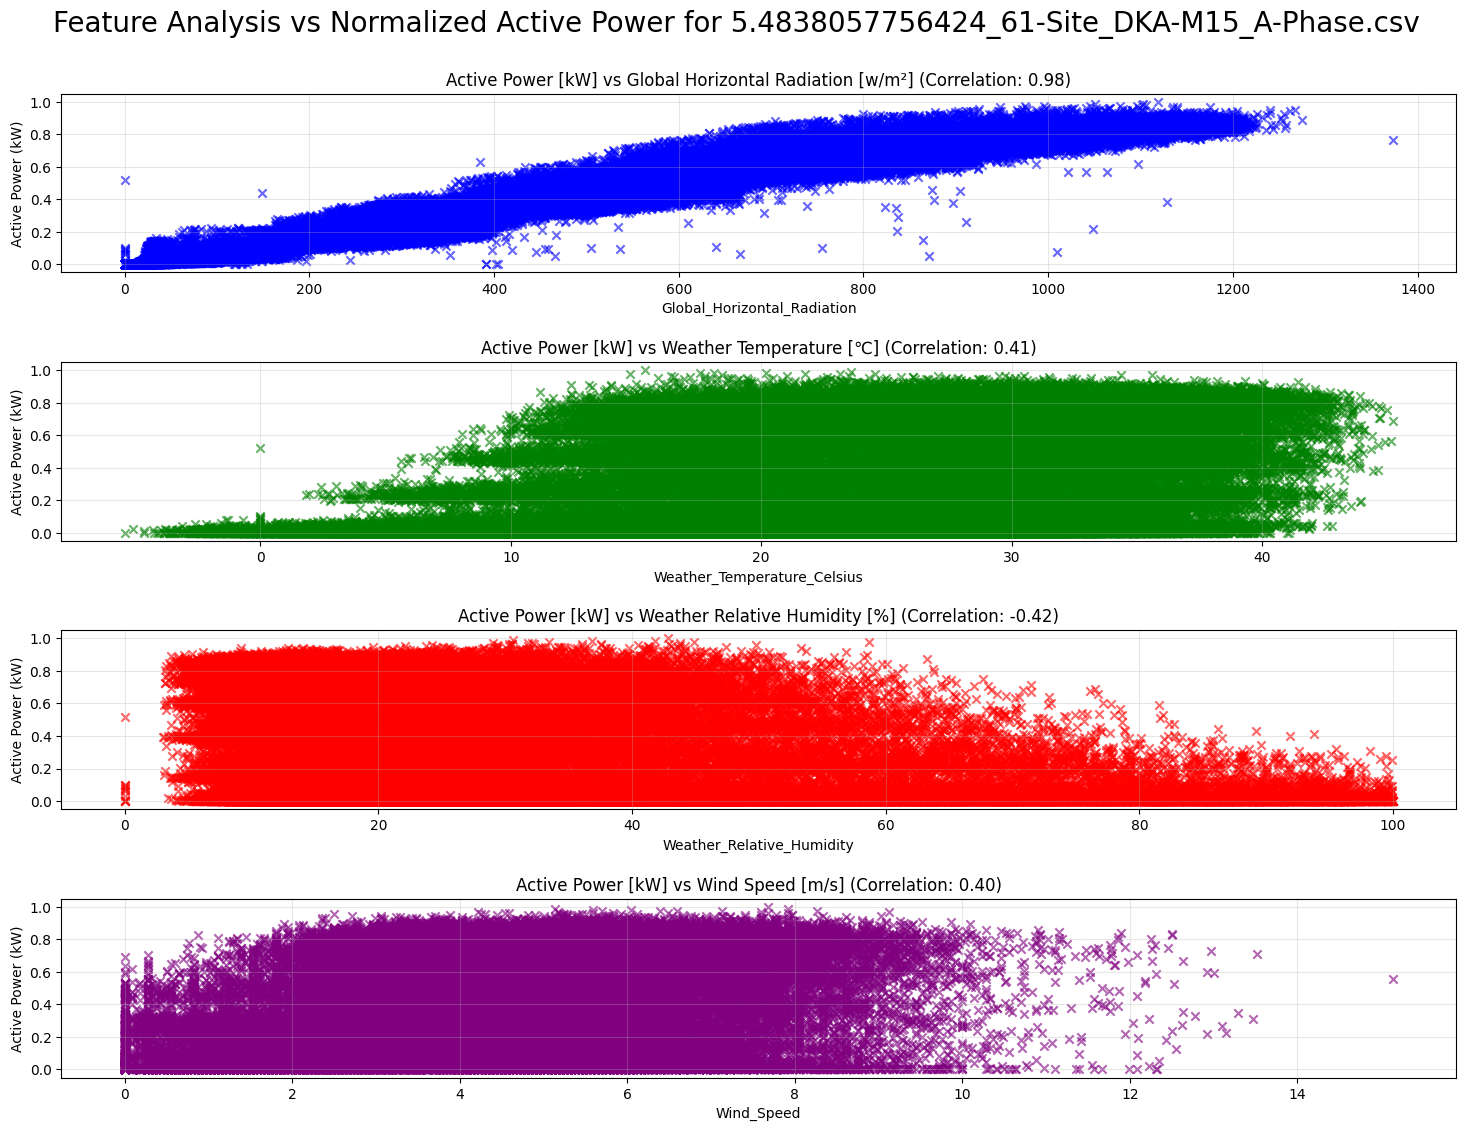 Feature Analysis vs Normalized Active Power for 5.4838057756424_61-Site_DKA-M15_A-Phase.csv
Active Power [kW] vs Global Horizontal Radiation [w/m²] (Correlation: 0.98)
Active Power (kW)
1.0
0.8
0.6
0.4
0.2
0.0
0 200 400 600 800 1000 1200 1400
Global_Horizontal_Radiation
Active Power [kW] vs Weather Temperature [℃] (Correlation: 0.41)
Active Power (kW)
1.0
0.8
0.6
0.4
0.2
0.0
0 10 20 30 40
Weather_Temperature_Celsius
Active Power [kW] vs Weather Relative Humidity [%] (Correlation: -0.42)
Active Power (kW)
1.0
0.8
0.6
0.4
0.2
0.0
0 20 40 60 80 100
Weather_Relative_Humidity
Active Power [kW] vs Wind Speed [m/s] (Correlation: 0.40)
Active Power (kW)
1.0
0.8
0.6
0.4
0.2
0.0
0 2 4 6 8 10 12 14
Wind_Speed